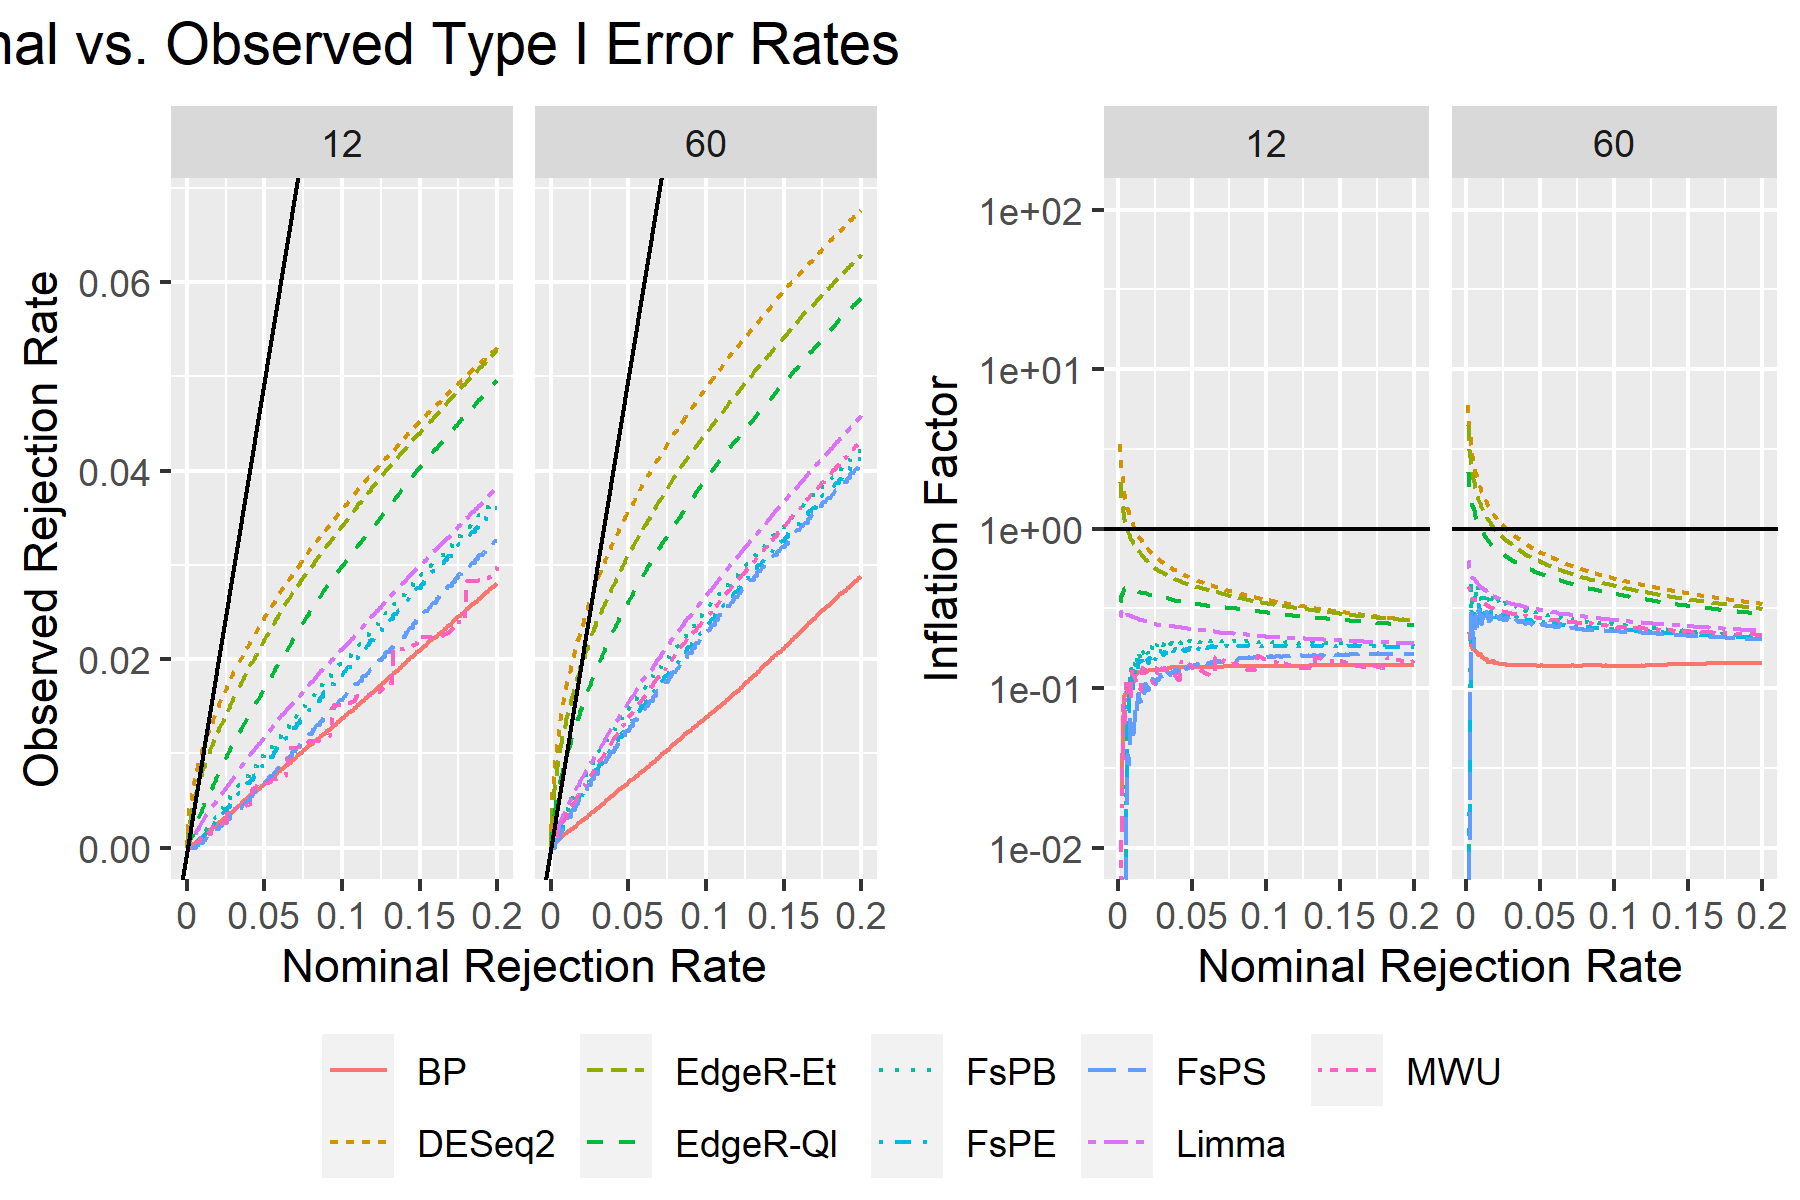 nal vs. Observed Type I Error Rates
12 60
Observed Rejection Rate
0.06
0.04
0.02
0.00
0 0.05 0.1 0.15 0.2 0 0.05 0.1 0.15 0.2
Nominal Rejection Rate
12 60
Inflation Factor
1e+02
1e+01
1e+00
1e-01
1e-02
0 0.05 0.1 0.15 0.2 0 0.05 0.1 0.15 0.2
Nominal Rejection Rate
BP EdgeR-Et FsPB FsPS MWU
DESeq2 EdgeR-Ql FsPE Limma